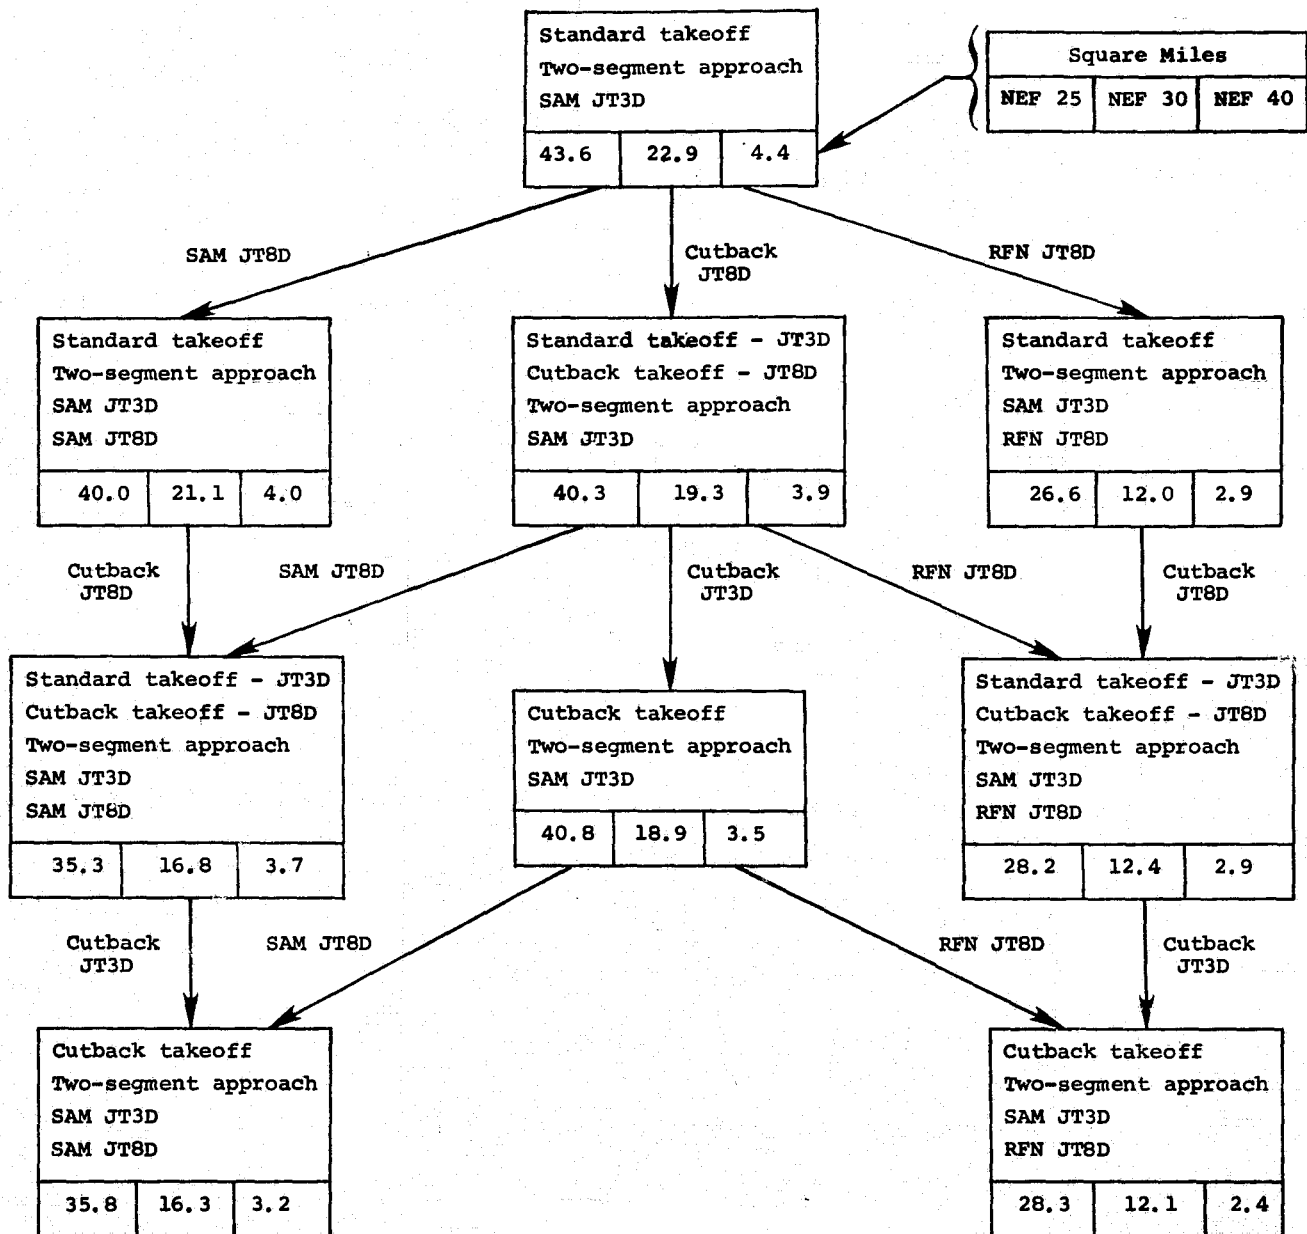 Standard takeoff
Two-segment approach
SAM JT3D
43.6 22.9 4.4
Square Miles
NEF 25 NEF 30 NEF 40
SAM JT8D
Cutback
JT8D
RFN JT8D
Standard takeoff
Two-segment approach
SAM JT3D
SAM JT8D
40.0 21.1 4.0
Standard takeoff - JT3D
Cutback takeoff - JT8D
Two-segment approach
SAM JT3D
40.3 19.3 3.9
Standard takeoff
Two-segment approach
SAM JT3D
RFN JT8D
26.6 12.0 2.9
Cutback
JT8D
SAM JT8D
Cutback
JT3D
RFN JT8D
Cutback
JT8D
Standard takeoff - JT3D
Cutback takeoff - JT8D
Two-segment approach
SAM JT3D
SAM JT8D
35.3 16.8 3.7
Cutback takeoff
Two-segment approach
SAM JT3D
40.8 18.9 3.5
Standard takeoff - JT3D
Cutback takeoff - JT8D
Two-segment approach
SAM JT3D
RFN JT8D
28.2 12.4 2.9
Cutback
JT3D
SAM JT8D
RFN JT8D
Cutback
JT3D
Cutback takeoff
Two-segment approach
SAM JT3D
SAM JT8D
35.8 16.3 3.2
Cutback takeoff
Two-segment approach
SAM JT3D
RFN JT8D
28.3 12.1 2.4